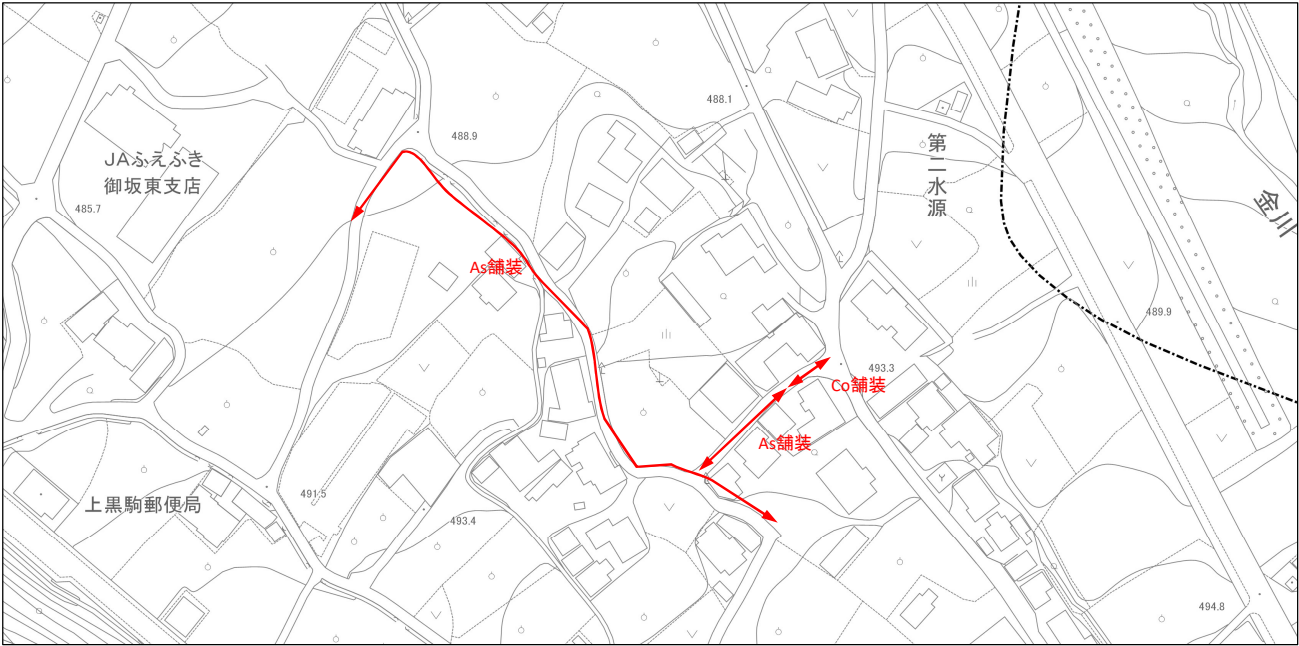 488.1
488.9
JAふえふき
御坂東支店
485.7
第二水源
金川
As舗装
489.9
493.3
Co舗装
As舗装
491.5
上黒駒郵便局
493.4
494.8